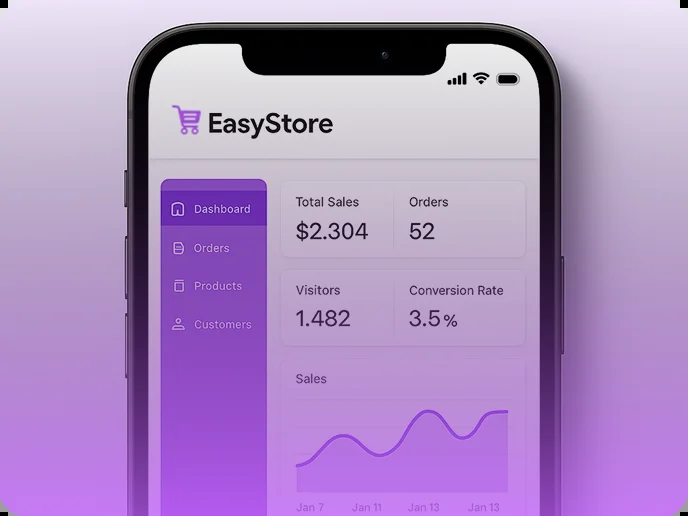 EasyStore
Dashboard
Orders
Products
Customers
Total Sales
$2.304
Orders
52
Visitors
1.482
Conversion Rate
3.5%
Sales
Jan 7 Jan 11 Jan 13 Jan 13